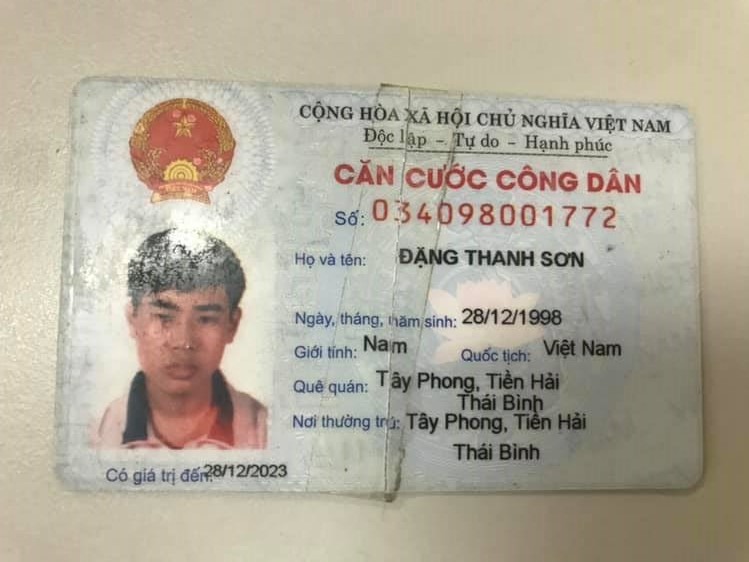 CỘNG HÒA XÃ HỘI CHỦ NGHĨA VIỆT NAM
Độc lập - Tự do - Hạnh phúc
CĂN CƯỚC CÔNG DÂN
Số: 034098001772
Họ và tên: ĐẶNG THANH SƠN
Ngày, tháng, năm sinh: 28/12/1998
Giới tính: Nam Quốc tịch: Việt Nam
Quê quán: Tây Phong, Tiền Hải
Thái Bình
Nơi thường trú: Tây Phong, Tiền Hải
Thái Bình
Có giá trị đến: 28/12/2023